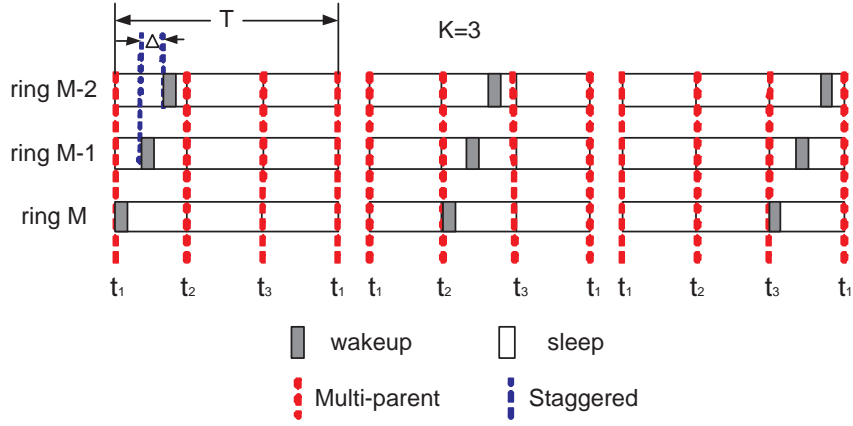 T
Δ
K=3
ring M-2
ring M-1
ring M
t₁ t₂ t₃ t₁ t₁ t₂ t₃ t₁ t₁ t₂ t₃ t₁
wakeup sleep
Multi-parent Staggered